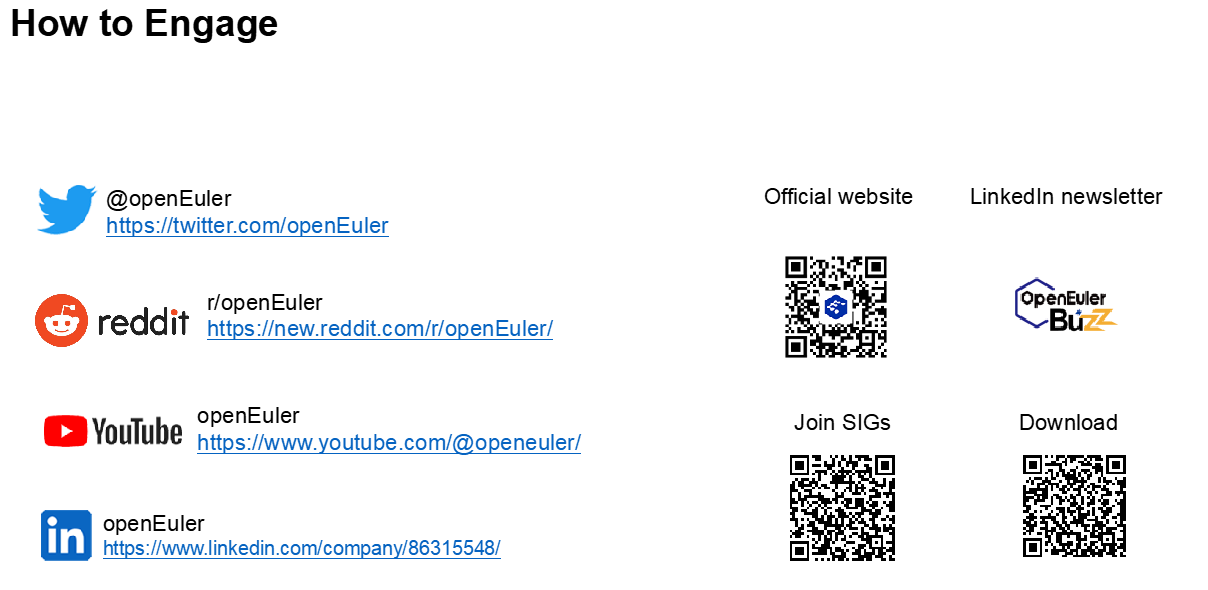 How to Engage
@openEuler
https://twitter.com/openEuler
reddit
r/openEuler
https://new.reddit.com/r/openEuler/
YouTube
openEuler
https://www.youtube.com/@openeuler/
in
openEuler
https://www.linkedin.com/company/86315548/
Official website
LinkedIn newsletter
OpenEuler
BuZZ
Join SIGs
Download